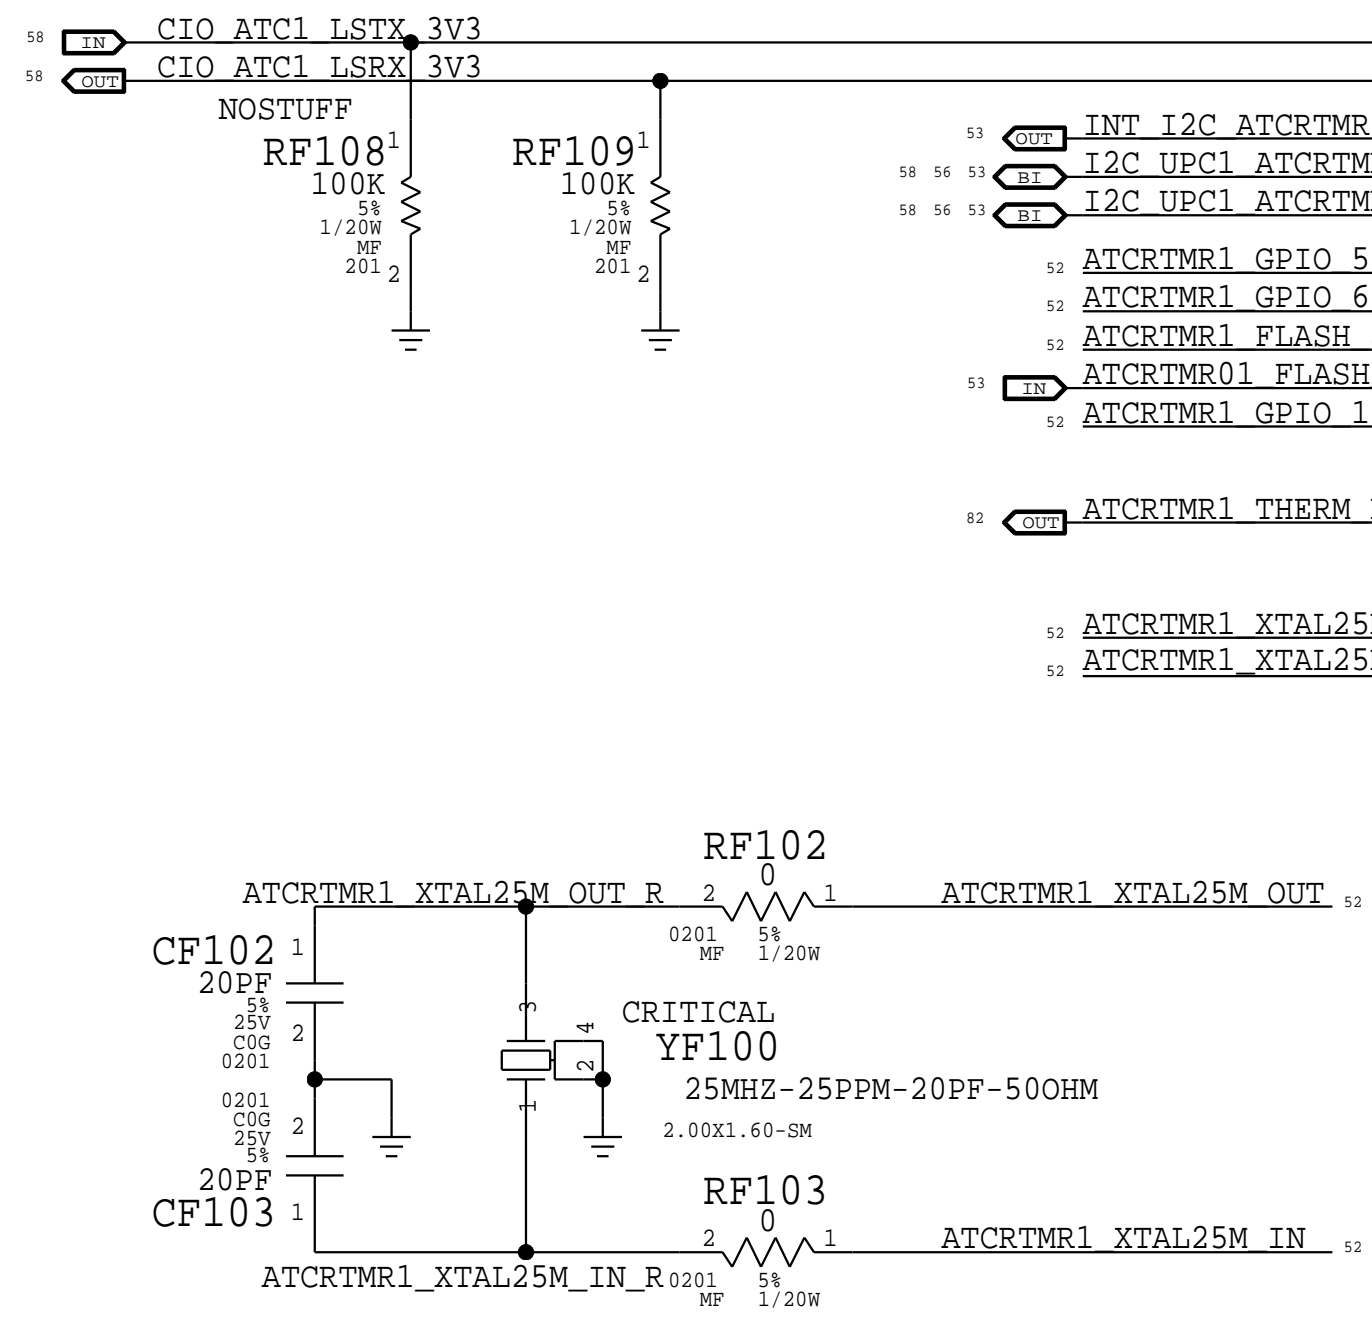 58 IN CIO_ATC1_LSTX_3V3
58 OUT CIO_ATC1_LSRX_3V3
NOSTUFF
RF108 1
100K
5%
1/20W
MF
201 2
RF109 1
100K
5%
1/20W
MF
201 2
53 OUT INT_I2C_ATCRTMR
58 56 53 BI I2C_UPC1_ATCRTM
58 56 53 BI I2C_UPC1_ATCRTM
52 ATCRTMR1_GPIO_5
52 ATCRTMR1_GPIO_6
52 ATCRTMR1_FLASH_
53 IN ATCRTMR01_FLASH
52 ATCRTMR1_GPIO_1
82 OUT ATCRTMR1_THERM_
52 ATCRTMR1_XTAL25
52 ATCRTMR1_XTAL25
RF102
0
ATCRTMR1_XTAL25M_OUT_R 2 1 ATCRTMR1_XTAL25M_OUT 52
0201 5%
MF 1/20W
CF102 1
20PF
5%
25V
C0G 2
0201
3
4
2
1
CRITICAL
YF100
25MHZ-25PPM-20PF-50OHM
2.00X1.60-SM
0201
C0G 2
25V
5%
20PF
CF103 1
RF103
0
2 1 ATCRTMR1_XTAL25M_IN 52
ATCRTMR1_XTAL25M_IN_R 0201 5%
MF 1/20W